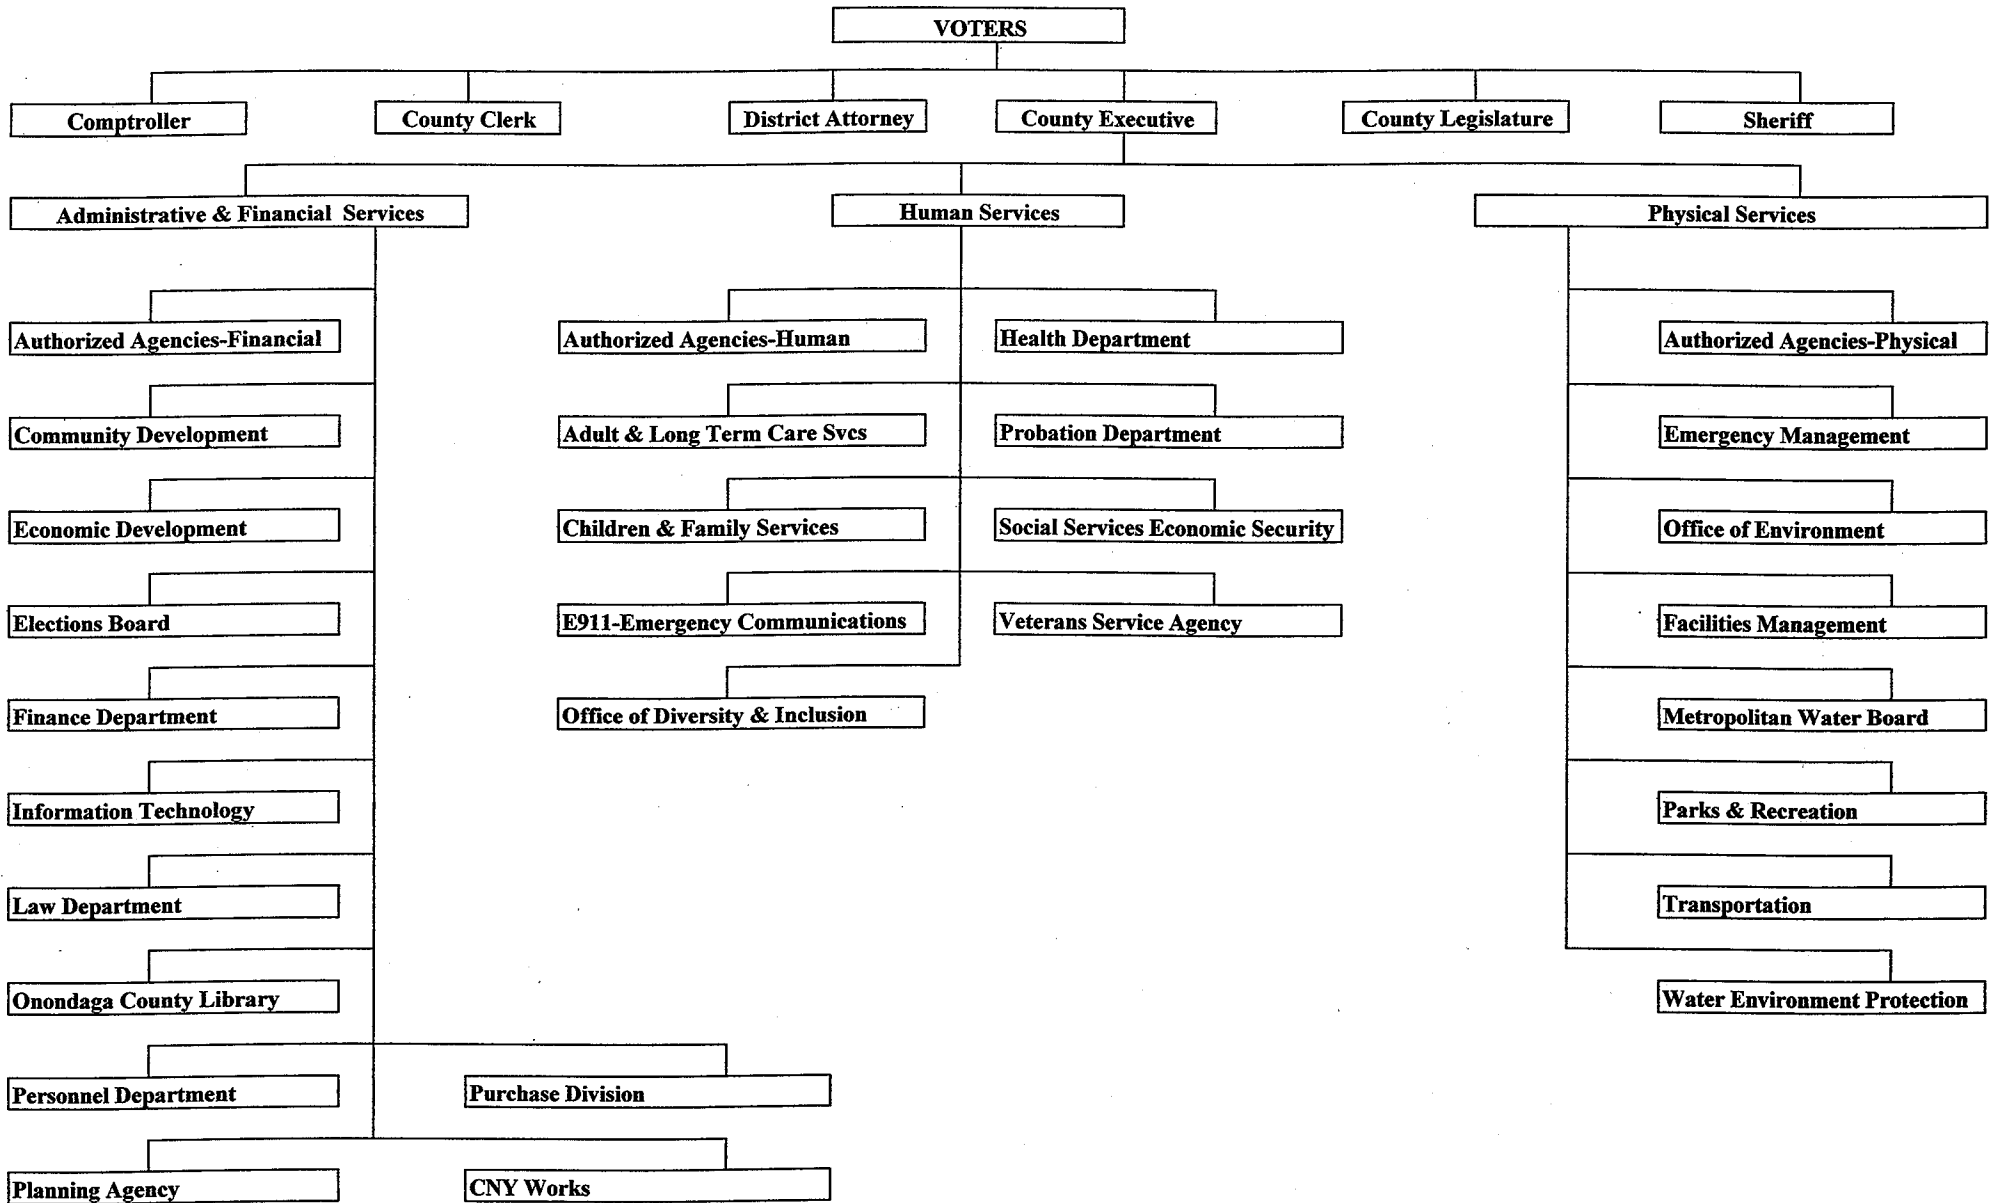 VOTERS
Comptroller
County Clerk
District Attorney
County Executive
County Legislature
Sheriff
Administrative & Financial Services
Human Services
Physical Services
Authorized Agencies-Financial
Community Development
Economic Development
Elections Board
Finance Department
Information Technology
Law Department
Onondaga County Library
Personnel Department
Purchase Division
Planning Agency
CNY Works
Authorized Agencies-Human
Health Department
Adult & Long Term Care Svcs
Probation Department
Children & Family Services
Social Services Economic Security
E911-Emergency Communications
Veterans Service Agency
Office of Diversity & Inclusion
Authorized Agencies-Physical
Emergency Management
Office of Environment
Facilities Management
Metropolitan Water Board
Parks & Recreation
Transportation
Water Environment Protection